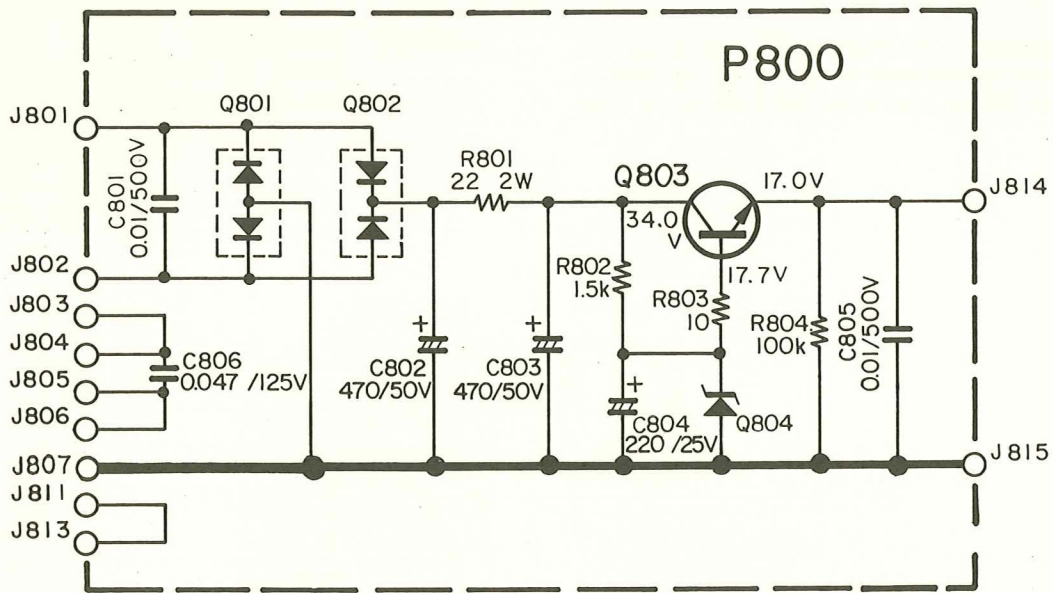 P800
J801
Q801
Q802
C801
0.01/500V
R801
22 2W
Q803
17.0V
J814
34.0
V
J802
17.7V
R802
1.5k
R803
10
R804
100k
C805
0.01/500V
J803
J804
J805
J806
C806
0.047 /125V
+
C802
470/50V
+
C803
470/50V
+
C804
220 /25V
Q804
J807
J815
J811
J813